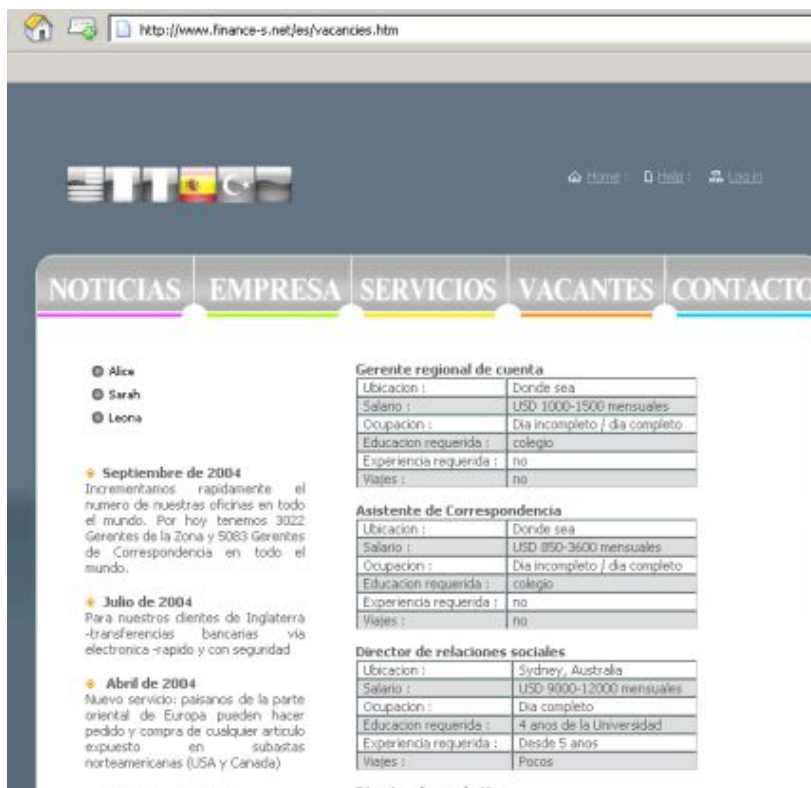 http://www.finance-s.net/es/vacancies.htm
Home : Help : Log in
NOTICIAS EMPRESA SERVICIOS VACANTES CONTACTO
Alice
Sarah
Leona
Septiembre de 2004
Incrementamos rapidamente el
numero de nuestras oficinas en todo
el mundo. Por hoy tenemos 3022
Gerentes de la Zona y 5083 Gerentes
de Correspondencia en todo el
mundo.
Julio de 2004
Para nuestros clientes de Inglaterra
-transferencias bancarias via
electronica -rapido y con seguridad
Abril de 2004
Nuevo servicio: paisanos de la parte
oriental de Europa pueden hacer
pedido y compra de cualquier articulo
expuesto en subastas
norteamericanas (USA y Canada)
Gerente regional de cuenta
Ubicacion : Donde sea
Salario : USD 1000-1500 mensuales
Ocupacion : Dia incompleto / dia completo
Educacion requerida : colegio
Experiencia requerida : no
Viajes : no
Asistente de Correspondencia
Ubicacion : Donde sea
Salario : USD 850-3600 mensuales
Ocupacion : Dia incompleto / dia completo
Educacion requerida : colegio
Experiencia requerida : no
Viajes : no
Director de relaciones sociales
Ubicacion : Sydney, Australia
Salario : USD 9000-12000 mensuales
Ocupacion : Dia completo
Educacion requerida : 4 anos de la Universidad
Experiencia requerida : Desde 5 anos
Viajes : Pocos